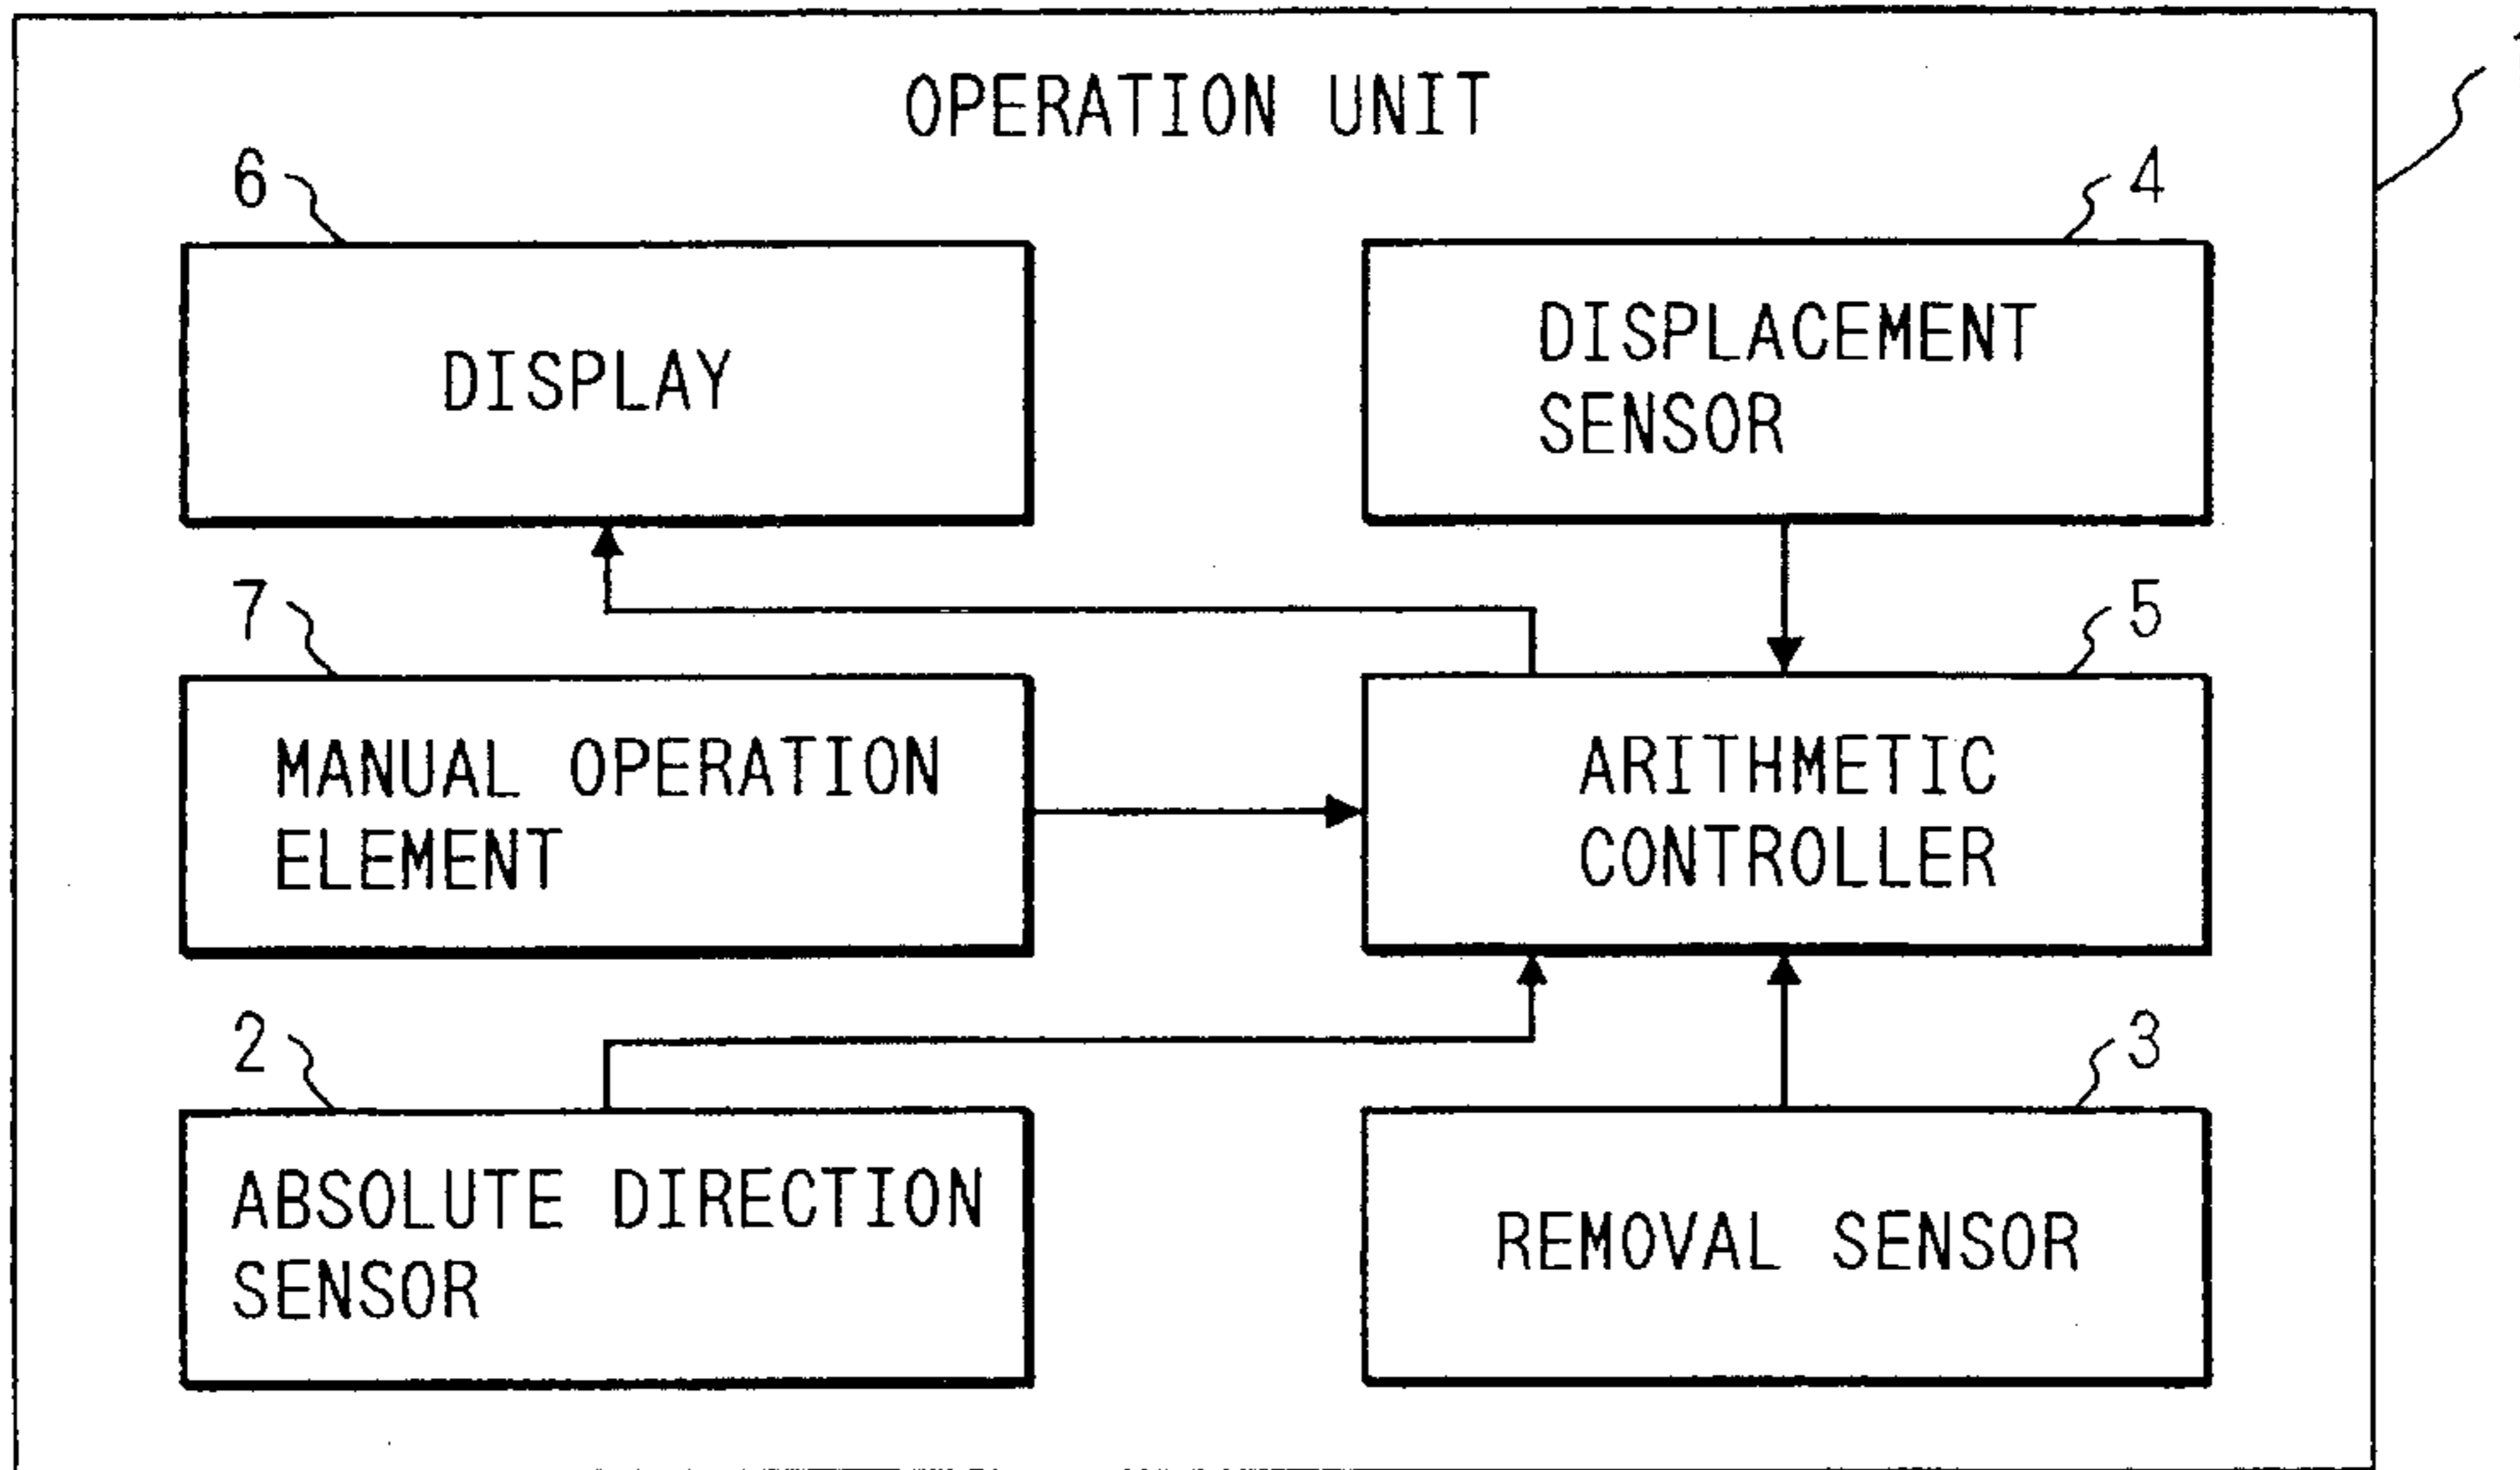 OPERATION UNIT
6
4
DISPLAY
DISPLACEMENT
SENSOR
7
5
MANUAL OPERATION
ELEMENT
ARITHMETIC
CONTROLLER
2
3
ABSOLUTE DIRECTION
SENSOR
REMOVAL SENSOR